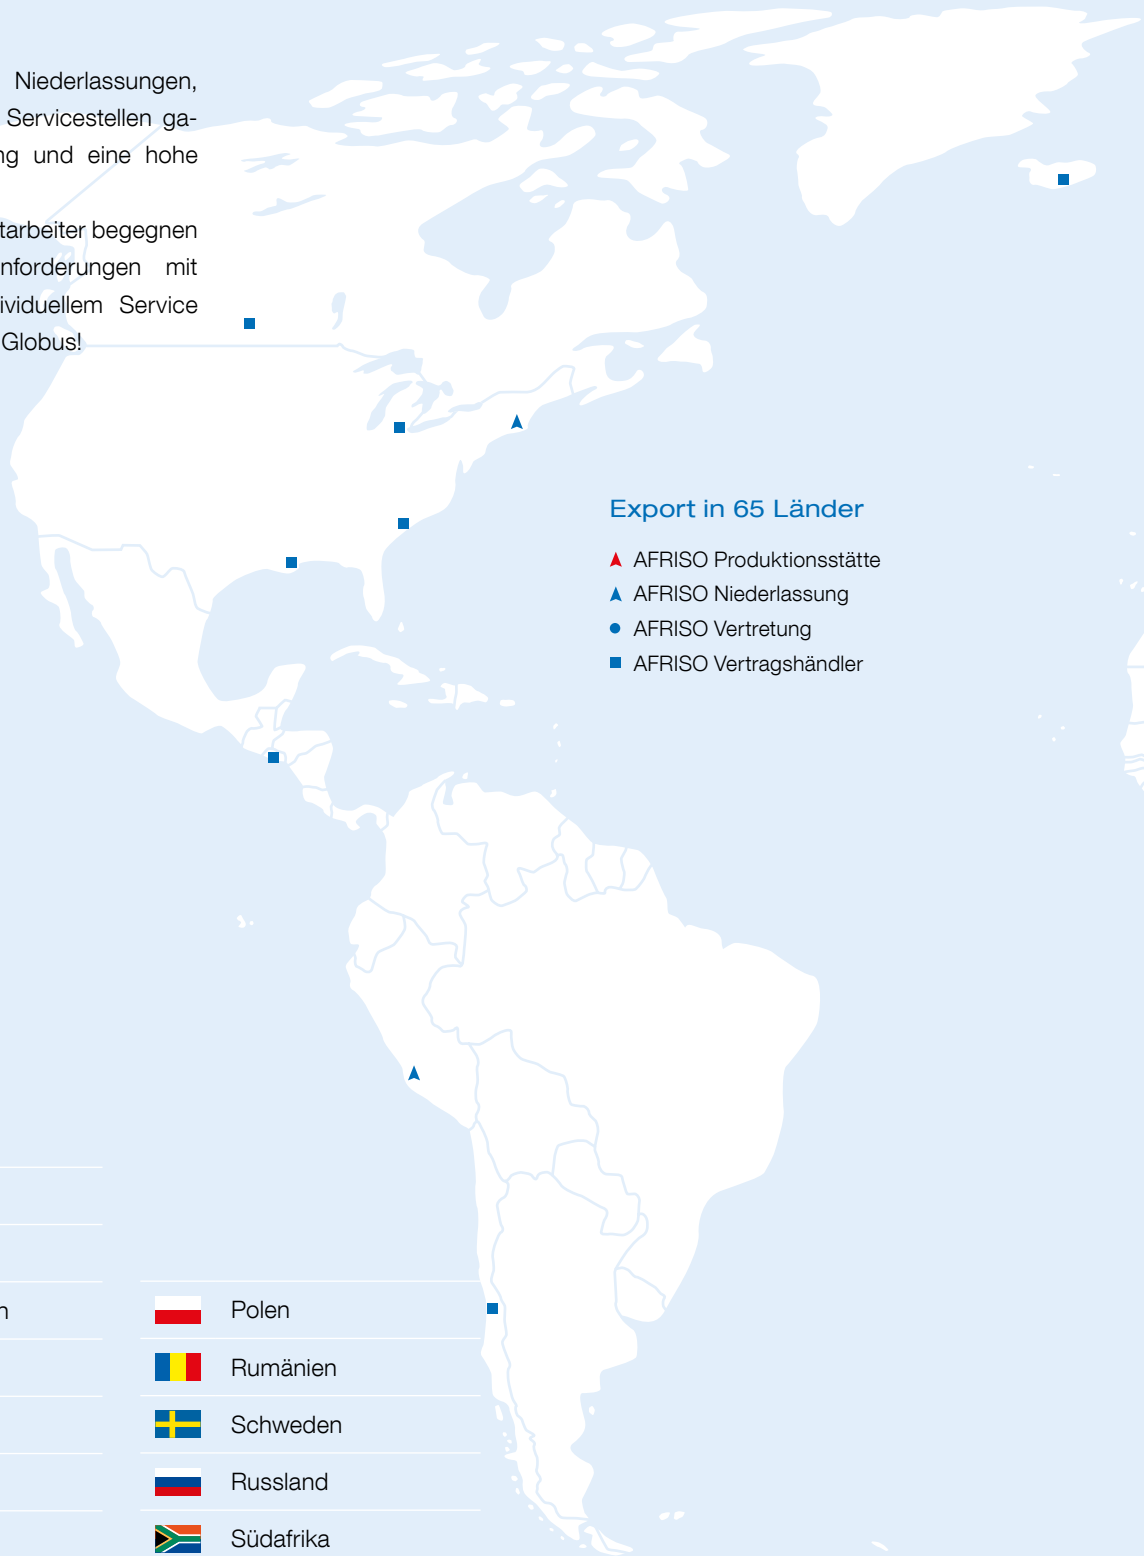 Niederlassungen,
Servicestellen ga-
ng und eine hohe
tarbeiter begegnen
nforderungen mit
ividuellem Service
Globus!
Export in 65 Länder
AFRISO Produktionsstätte
AFRISO Niederlassung
AFRISO Vertretung
AFRISO Vertragshändler
n
Polen
Rumänien
Schweden
Russland
Südafrika